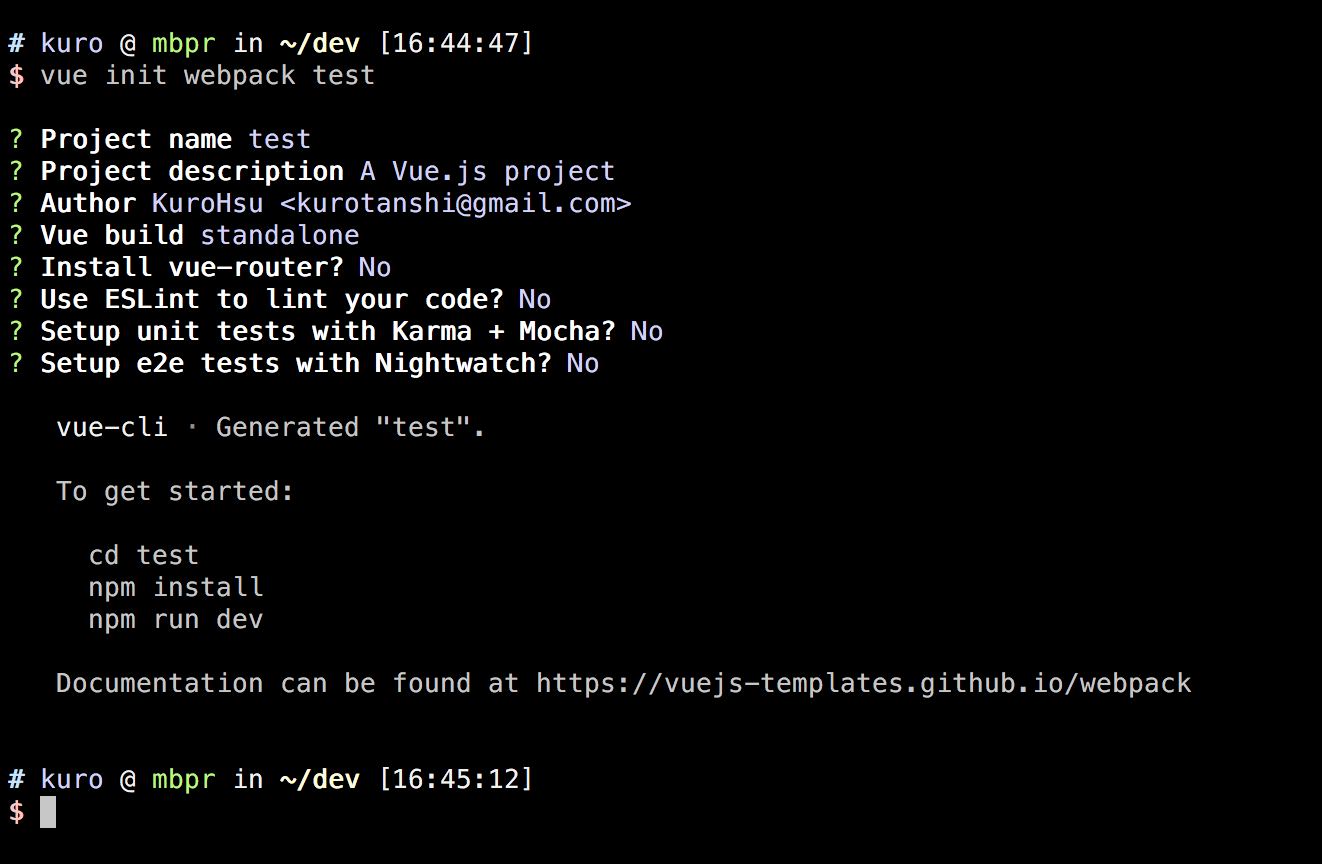 # kuro @ mbpr in ~/dev [16:44:47]
$ vue init webpack test
? Project name test
? Project description A Vue.js project
? Author KuroHsu <kurotanshi@gmail.com>
? Vue build standalone
? Install vue-router? No
? Use ESLint to lint your code? No
? Setup unit tests with Karma + Mocha? No
? Setup e2e tests with Nightwatch? No
vue-cli · Generated "test".
To get started:
cd test
npm install
npm run dev
Documentation can be found at https://vuejs-templates.github.io/webpack
# kuro @ mbpr in ~/dev [16:45:12]
$